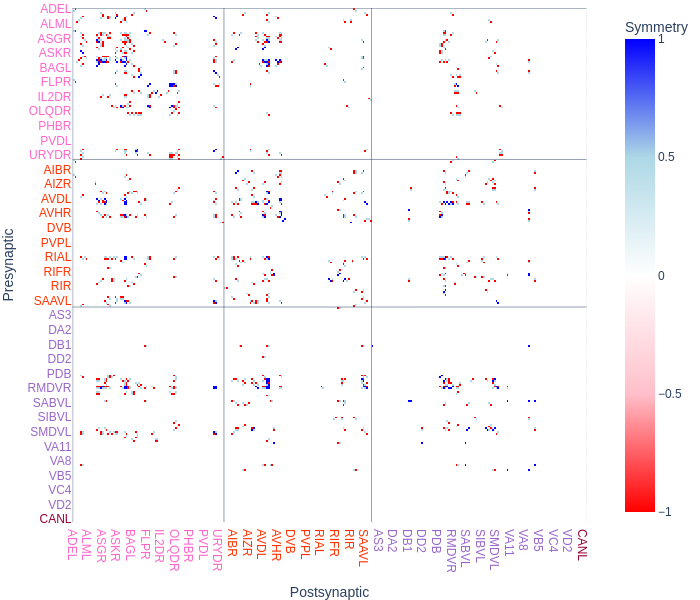 Symmetry
1
0.5
0
−0.5
−1
Presynaptic
ADEL
ALML
ASGR
ASKR
BAGL
FLPR
IL2DR
OLQDR
PHBR
PVDL
URYDR
AIBR
AIZR
AVDL
AVHR
DVB
PVPL
RIAL
RIFR
RIR
SAAVL
AS3
DA2
DB1
DD2
PDB
RMDVR
SABVL
SIBVL
SMDVL
VA11
VA8
VB5
VC4
VD2
CANL
ADEL
ALML
ASGR
ASKR
BAGL
FLPR
IL2DR
OLQDR
PHBR
PVDL
URYDR
AIBR
AIZR
AVDL
AVHR
DVB
PVPL
RIAL
RIFR
RIR
SAAVL
AS3
DA2
DB1
DD2
PDB
RMDVR
SABVL
SIBVL
SMDVL
VA11
VA8
VB5
VC4
VD2
CANL
Postsynaptic